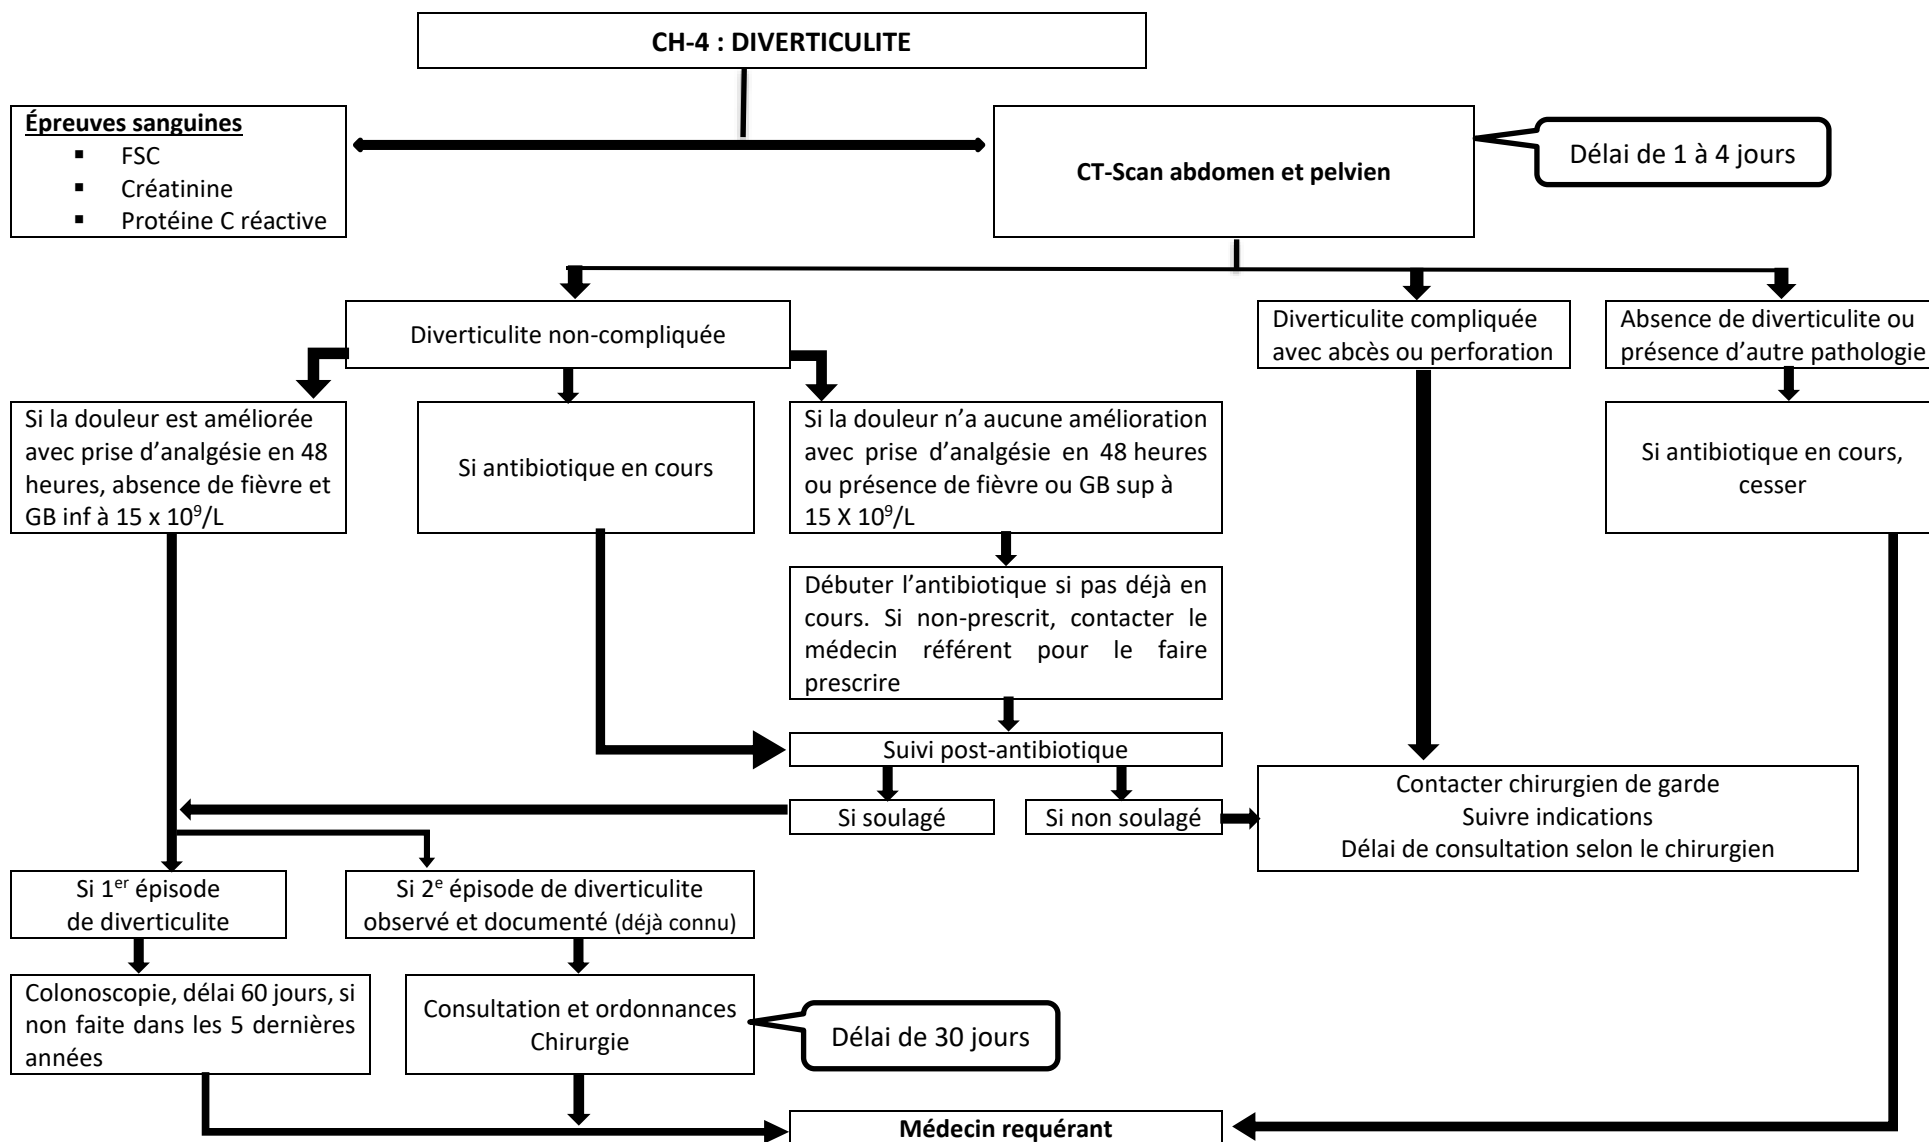 CH-4 : DIVERTICULITE
Épreuves sanguines
▪ FSC
▪ Créatinine
▪ Protéine C réactive
CT-Scan abdomen et pelvien
Délai de 1 à 4 jours
Diverticulite non-compliquée
Diverticulite compliquée
avec abcès ou perforation
Absence de diverticulite ou
présence d’autre pathologie
Si la douleur est améliorée
avec prise d’analgésie en 48
heures, absence de fièvre et
GB inf à 15 x 10⁹/L
Si antibiotique en cours
Si la douleur n’a aucune amélioration
avec prise d’analgésie en 48 heures
ou présence de fièvre ou GB sup à
15 X 10⁹/L
Si antibiotique en cours,
cesser
Débuter l’antibiotique si pas déjà en
cours. Si non-prescrit, contacter le
médecin référent pour le faire
prescrire
Suivi post-antibiotique
Si soulagé
Si non soulagé
Contacter chirurgien de garde
Suivre indications
Délai de consultation selon le chirurgien
Si 1er épisode
de diverticulite
Si 2e épisode de diverticulite
observé et documenté (déjà connu)
Colonoscopie, délai 60 jours, si
non faite dans les 5 dernières
années
Consultation et ordonnances
Chirurgie
Délai de 30 jours
Médecin requérant